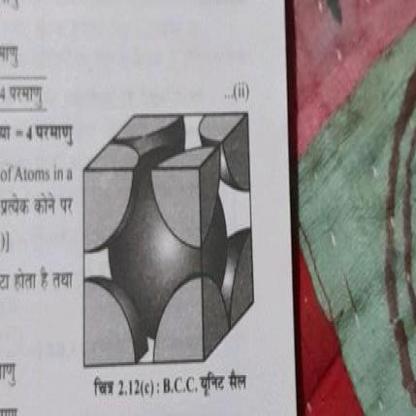 माणु
4 परमाणु
...(ii)
या = 4 परमाणु
of Atoms in a
प्रत्येक कोने पर
)]
टा होता है तथा
चित्र 2.12(c) : B.C.C. यूनिट सैल
णु